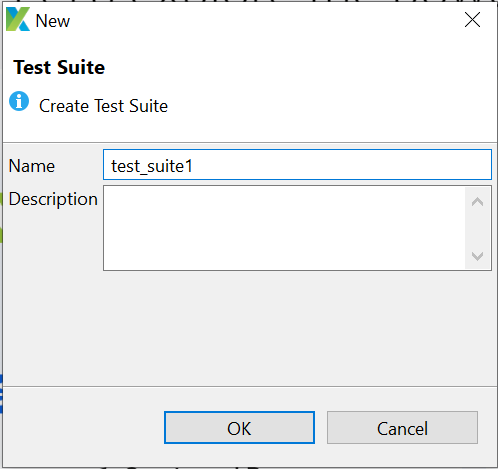 New
Test Suite
Create Test Suite
Name test_suite1
Description
OK Cancel